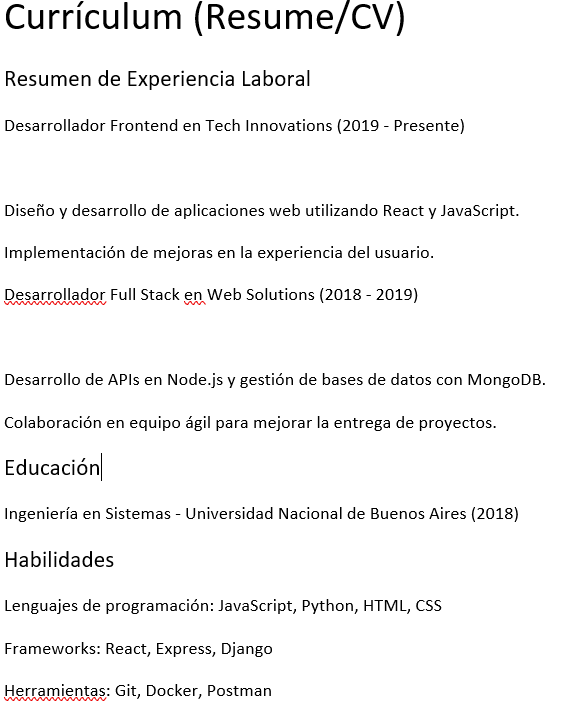 Currículum (Resume/CV)
Resumen de Experiencia Laboral
Desarrollador Frontend en Tech Innovations (2019 - Presente)
Diseño y desarrollo de aplicaciones web utilizando React y JavaScript.
Implementación de mejoras en la experiencia del usuario.
Desarrollador Full Stack en Web Solutions (2018 - 2019)
Desarrollo de APIs en Node.js y gestión de bases de datos con MongoDB.
Colaboración en equipo ágil para mejorar la entrega de proyectos.
Educación
Ingeniería en Sistemas - Universidad Nacional de Buenos Aires (2018)
Habilidades
Lenguajes de programación: JavaScript, Python, HTML, CSS
Frameworks: React, Express, Django
Herramientas: Git, Docker, Postman